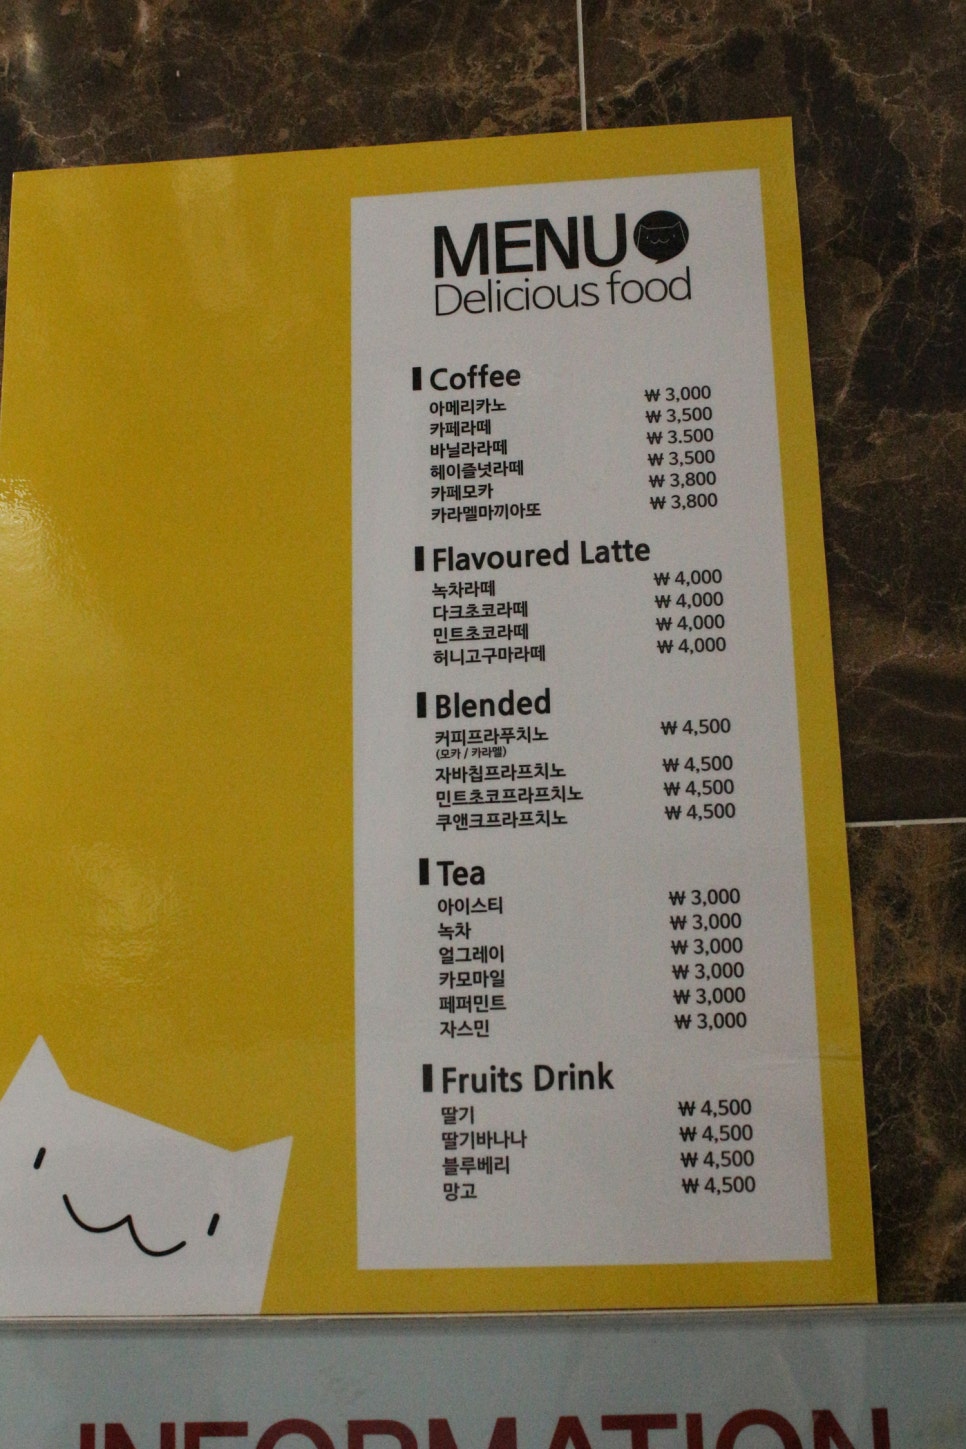 MENU
Delicious food
Coffee
아메리카노 ₩ 3,000
카페라떼 ₩ 3,500
바닐라라떼 ₩ 3.500
헤이즐넛라떼 ₩ 3,500
카페모카 ₩ 3,800
카라멜마끼아또 ₩ 3,800
Flavoured Latte
녹차라떼 ₩ 4,000
다크초코라떼 ₩ 4,000
민트초코라떼 ₩ 4,000
허니고구마라떼 ₩ 4,000
Blended
커피프라푸치노 ₩ 4,500
(모카 / 카라멜)
자바칩프라프치노 ₩ 4,500
민트초코프라프치노 ₩ 4,500
쿠앤크프라프치노 ₩ 4,500
Tea
아이스티 ₩ 3,000
녹차 ₩ 3,000
얼그레이 ₩ 3,000
카모마일 ₩ 3,000
페퍼민트 ₩ 3,000
자스민 ₩ 3,000
Fruits Drink
딸기 ₩ 4,500
딸기바나나 ₩ 4,500
블루베리 ₩ 4,500
망고 ₩ 4,500
INFORMATION